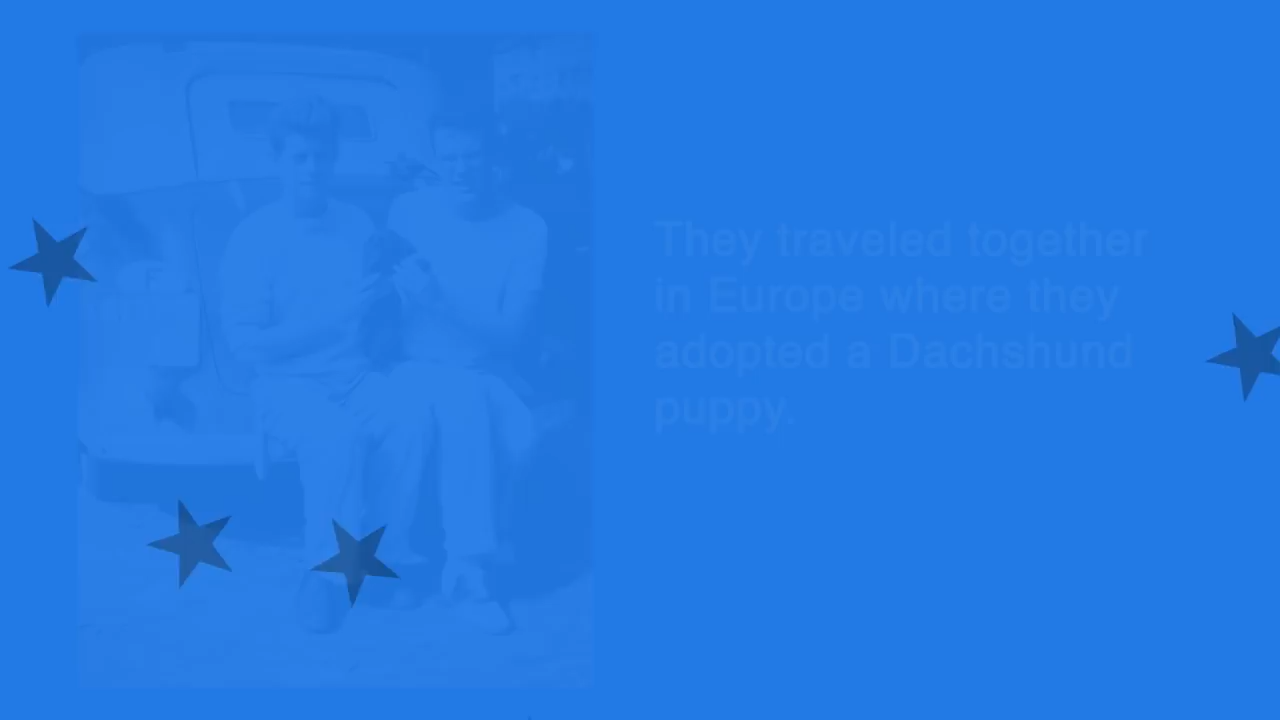 They traveled together
in Europe where they
adopted a Dachshund
puppy.